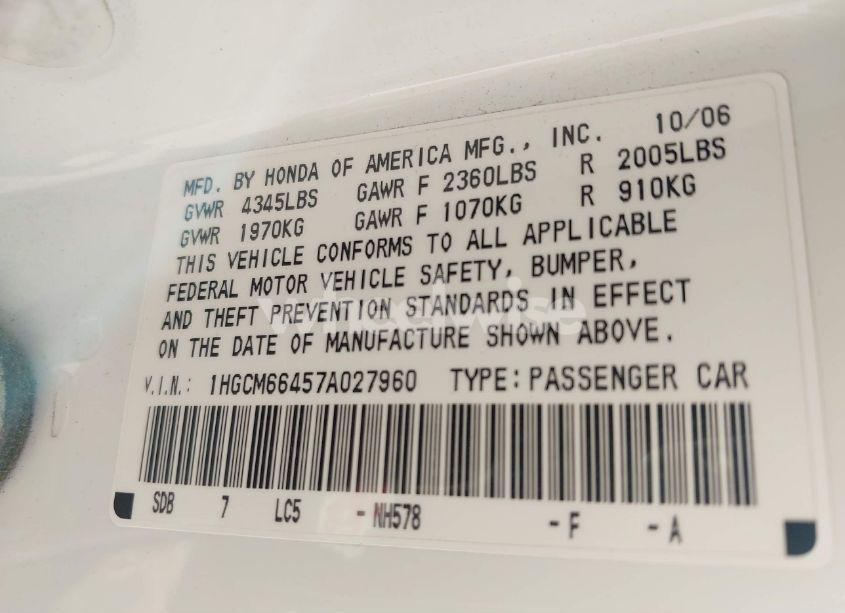 MFD. BY HONDA OF AMERICA MFG., INC. 10/06
GVWR 4345LBS GAWR F 2360LBS R 2005LBS
GVWR 1970KG GAWR F 1070KG R 910KG
THIS VEHICLE CONFORMS TO ALL APPLICABLE
FEDERAL MOTOR VEHICLE SAFETY, BUMPER,
AND THEFT PREVENTION STANDARDS IN EFFECT
ON THE DATE OF MANUFACTURE SHOWN ABOVE.
V.I.N.: 1HGCM66457A027960 TYPE: PASSENGER CAR
SDB 7 LC5 -NH578 -F -A
wheelwise